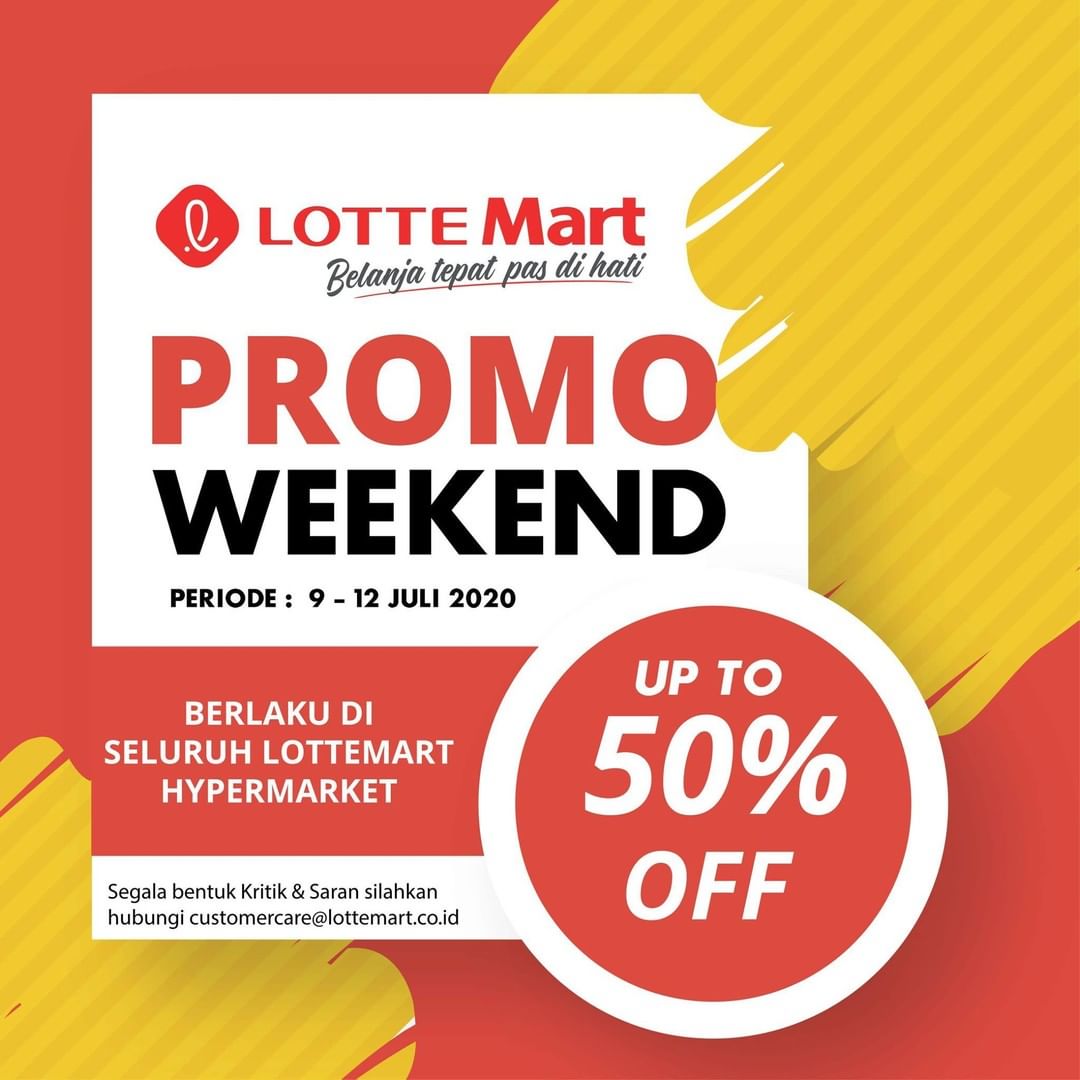 LOTTE Mart
Belanja tepat pas di hati
PROMO
WEEKEND
PERIODE : 9 – 12 JULI 2020
BERLAKU DI
SELURUH LOTTEMART
HYPERMARKET
UP TO
50%
OFF
Segala bentuk Kritik & Saran silahkan
hubungi customercare@lottemart.co.id